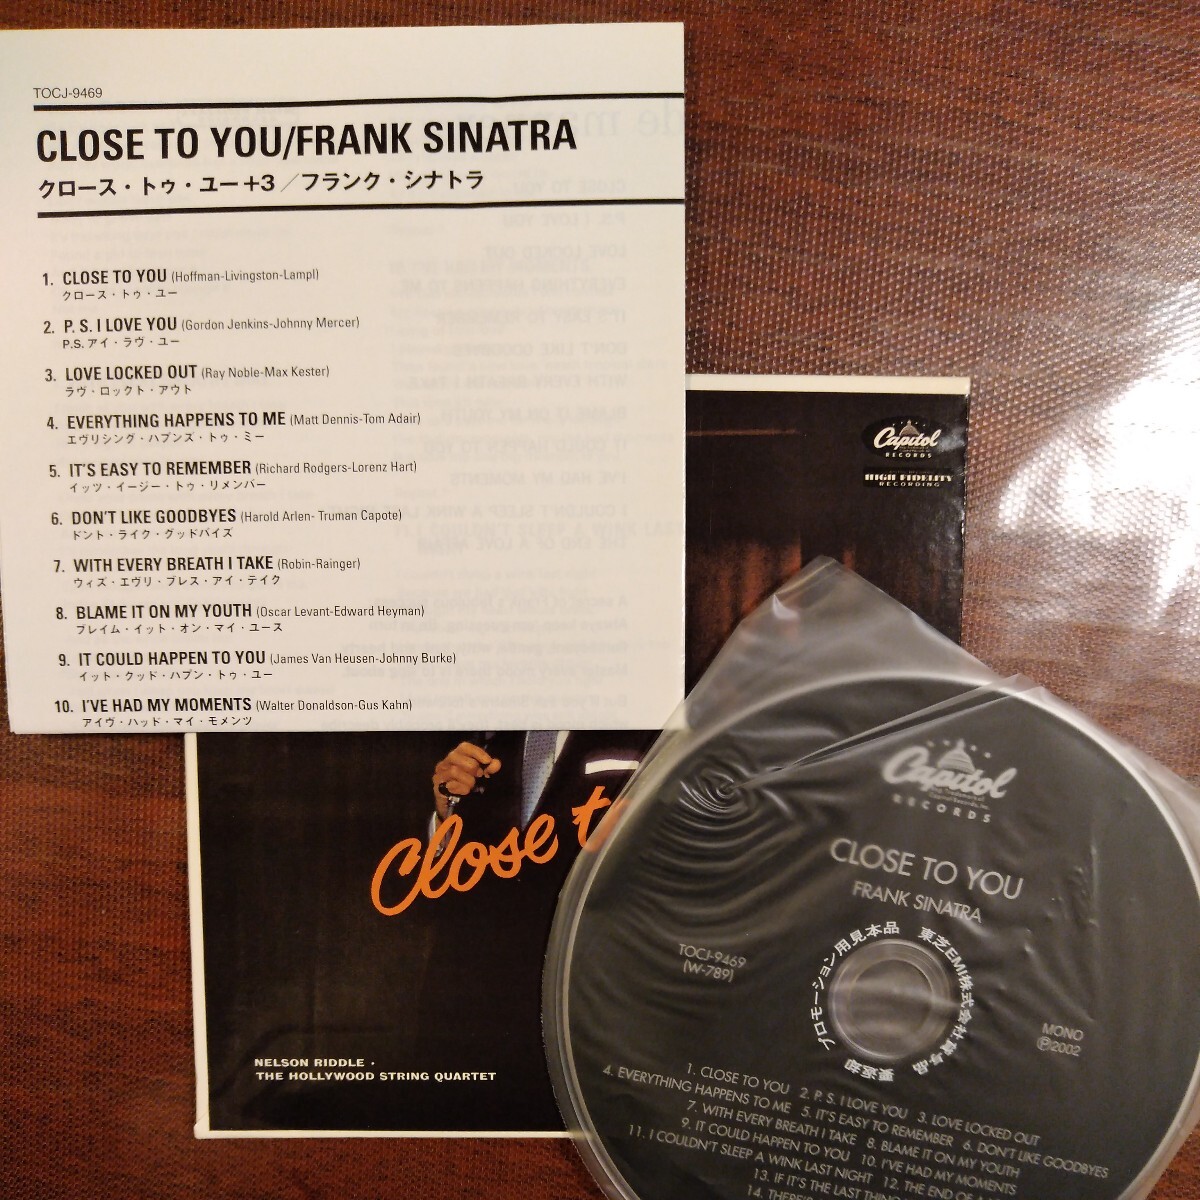 TOCJ-9469
CLOSE TO YOU/FRANK SINATRA
クロース・トゥ・ユー+3／フランク・シナトラ
1. CLOSE TO YOU (Hoffman-Livingston-Lampl)
クロース・トゥ・ユー
2. P. S. I LOVE YOU (Gordon Jenkins-Johnny Mercer)
P.S.アイ・ラヴ・ユー
3. LOVE LOCKED OUT (Ray Noble-Max Kester)
ラヴ・ロックト・アウト
4. EVERYTHING HAPPENS TO ME (Matt Dennis-Tom Adair)
エヴリシング・ハプンズ・トゥ・ミー
5. IT'S EASY TO REMEMBER (Richard Rodgers-Lorenz Hart)
イッツ・イージー・トゥ・リメンバー
6. DON'T LIKE GOODBYES (Harold Arlen- Truman Capote)
ドント・ライク・グッドバイズ
7. WITH EVERY BREATH I TAKE (Robin-Rainger)
ウィズ・エヴリ・ブレス・アイ・テイク
8. BLAME IT ON MY YOUTH (Oscar Levant-Edward Heyman)
ブレイム・イット・オン・マイ・ユース
9. IT COULD HAPPEN TO YOU (James Van Heusen-Johnny Burke)
イット・クッド・ハプン・トゥ・ユー
10. I'VE HAD MY MOMENTS (Walter Donaldson-Gus Kahn)
アイヴ・ハッド・マイ・モメンツ
Capitol
RECORDS
HIGH FIDELITY
RECORDING
Close t
NELSON RIDDLE ·
THE HOLLYWOOD STRING QUARTET
Capitol
RECORDS
CLOSE TO YOU
FRANK SINATRA
TOCJ-9469
(W-789)
プロモーション用見本品 東芝EMI株式会社貸与品 要返却
MONO
Ⓟ2002
1. CLOSE TO YOU 2. P. S. I LOVE YOU 3. LOVE LOCKED OUT
4. EVERYTHING HAPPENS TO ME 5. IT'S EASY TO REMEMBER 6. DON'T LIKE GOODBYES
7. WITH EVERY BREATH I TAKE 8. BLAME IT ON MY YOUTH
9. IT COULD HAPPEN TO YOU 10. I'VE HAD MY MOMENTS
11. I COULDN'T SLEEP A WINK LAST NIGHT 12. THE END OF A
13. IF IT'S THE LAST THING
14. THERE'S